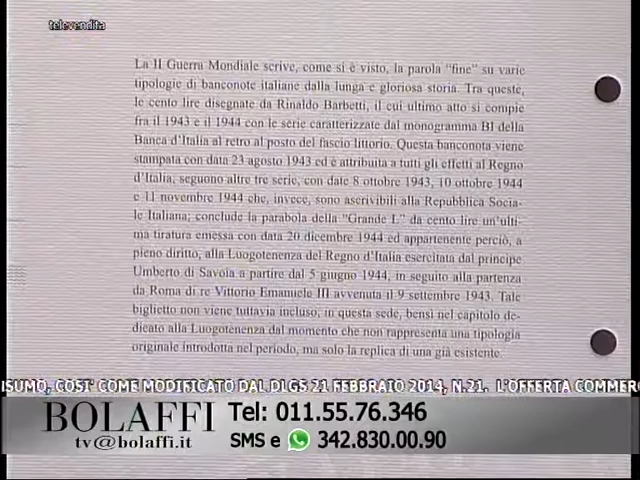 televendita
La II Guerra Mondiale scrive, come si è visto, la parola "fine" su varie
tipologie di banconote italiane dalla lunga e gloriosa storia. Tra queste,
le cento lire disegnate da Rinaldo Barbetti, il cui ultimo atto si compie
fra il 1943 e il 1944 con le serie caratterizzate dal monogramma BI della
Banca d'Italia al retro al posto del fascio littorio. Questa banconota viene
stampata con data 23 agosto 1943 ed è attribuita a tutti gli effetti al Regno
d'Italia, seguono altre tre serie, con date 8 ottobre 1943, 10 ottobre 1944
e 11 novembre 1944 che, invece, sono ascrivibili alla Repubblica Socia-
le Italiana; conclude la parabola della "Grande L" da cento lire un'ulti-
ma tiratura emessa con data 20 dicembre 1944 ed appartenente perciò, a
pieno diritto, alla Luogotenenza del Regno d'Italia esercitata dal principe
Umberto di Savoia a partire dal 5 giugno 1944, in seguito alla partenza
da Roma di re Vittorio Emanuele III avvenuta il 9 settembre 1943. Tale
biglietto non viene tuttavia incluso, in questa sede, bensì nel capitolo de-
dicato alla Luogotenenza dal momento che non rappresenta una tipologia
originale introdotta nel periodo, ma solo la replica di una già esistente.
ISUMO, COSI' COME MODIFICATO DAL DLGS 21 FEBBRAIO 2014, N.21. L'OFFERTA COMMERC
BOLAFFI Tel: 011.55.76.346
tv@bolaffi.it SMS e 342.830.00.90